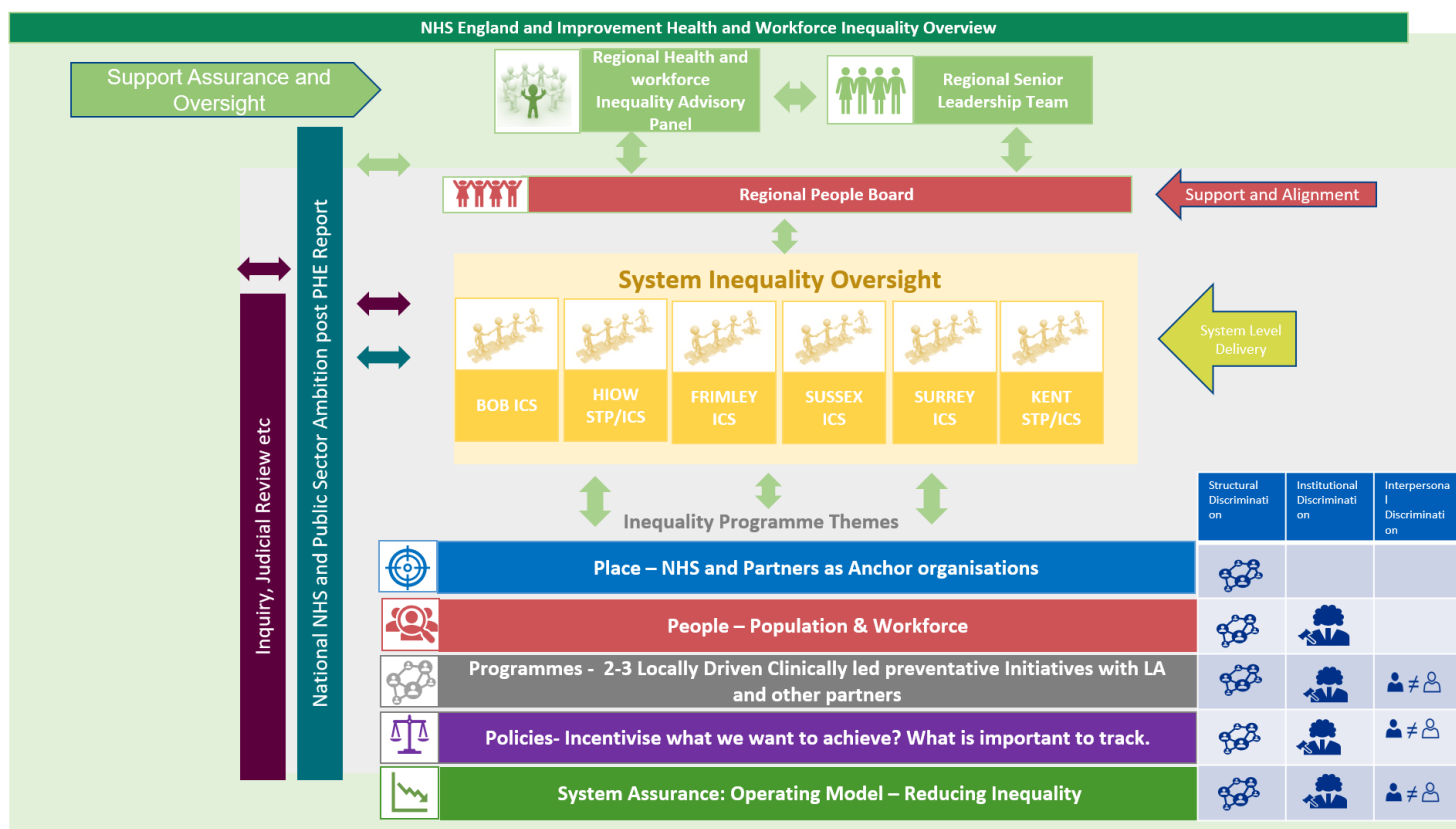 NHS England and Improvement Health and Workforce Inequality Overview
Support Assurance and
Oversight
Regional Health and
workforce
Inequality Advisory
Panel
Regional Senior
Leadership Team
Regional People Board
Support and Alignment
Inquiry, Judicial Review etc
National NHS and Public Sector Ambition post PHE Report
System Inequality Oversight
BOB ICS
HIOW
STP/ICS
FRIMLEY
ICS
SUSSEX
ICS
SURREY
ICS
KENT
STP/ICS
System Level
Delivery
Inequality Programme Themes
Structural
Discriminati
on
Institutional
Discriminati
on
Interpersona
l
Discriminati
on
Place – NHS and Partners as Anchor organisations
People – Population & Workforce
Programmes - 2-3 Locally Driven Clinically led preventative Initiatives with LA
and other partners
≠
Policies- Incentivise what we want to achieve? What is important to track.
≠
System Assurance: Operating Model – Reducing Inequality
≠